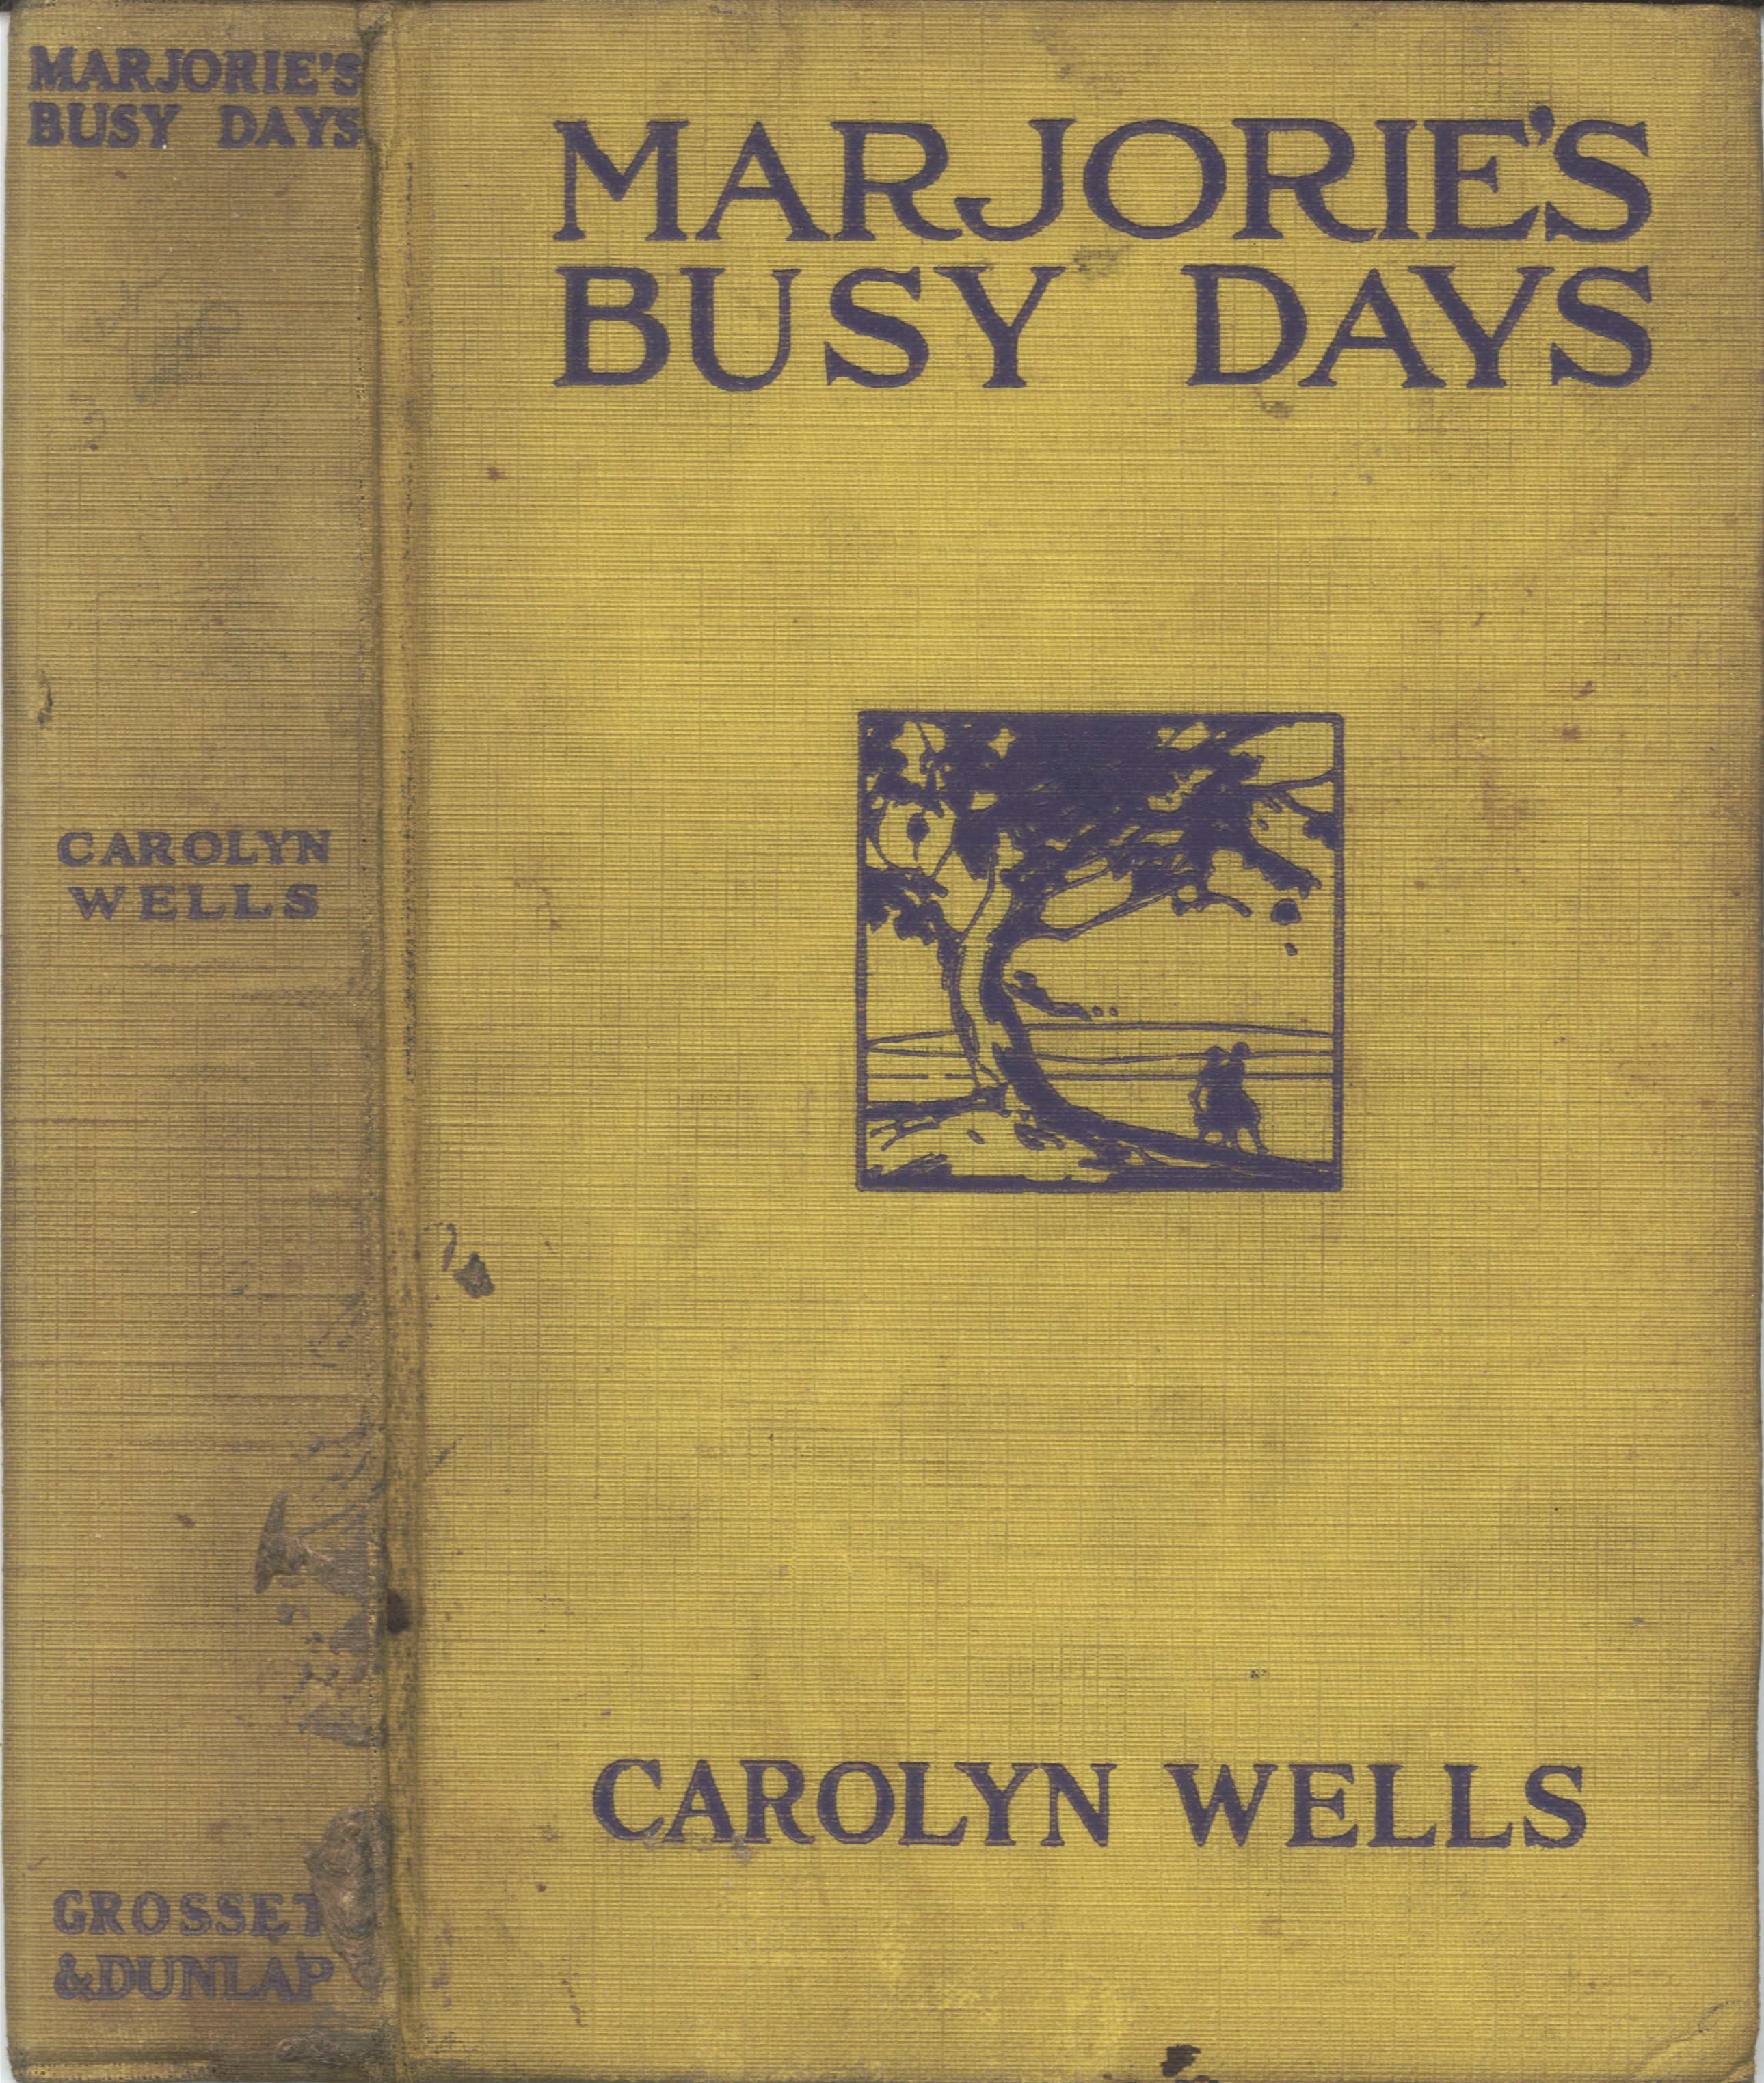 MARJORIE'S
BUSY DAYS
CAROLYN
WELLS
GROSSET
&DUNLAP
MARJORIE'S
BUSY DAYS
CAROLYN WELLS